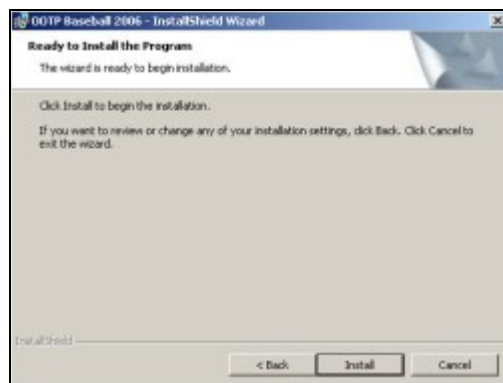 OOTP Baseball 2006 - InstallShield Wizard
Ready to Install the Program
The wizard is ready to begin installation.
Click Install to begin the installation.
If you want to review or change any of your installation settings, click Back. Click Cancel to
exit the wizard.
InstallShield
< Back Install Cancel